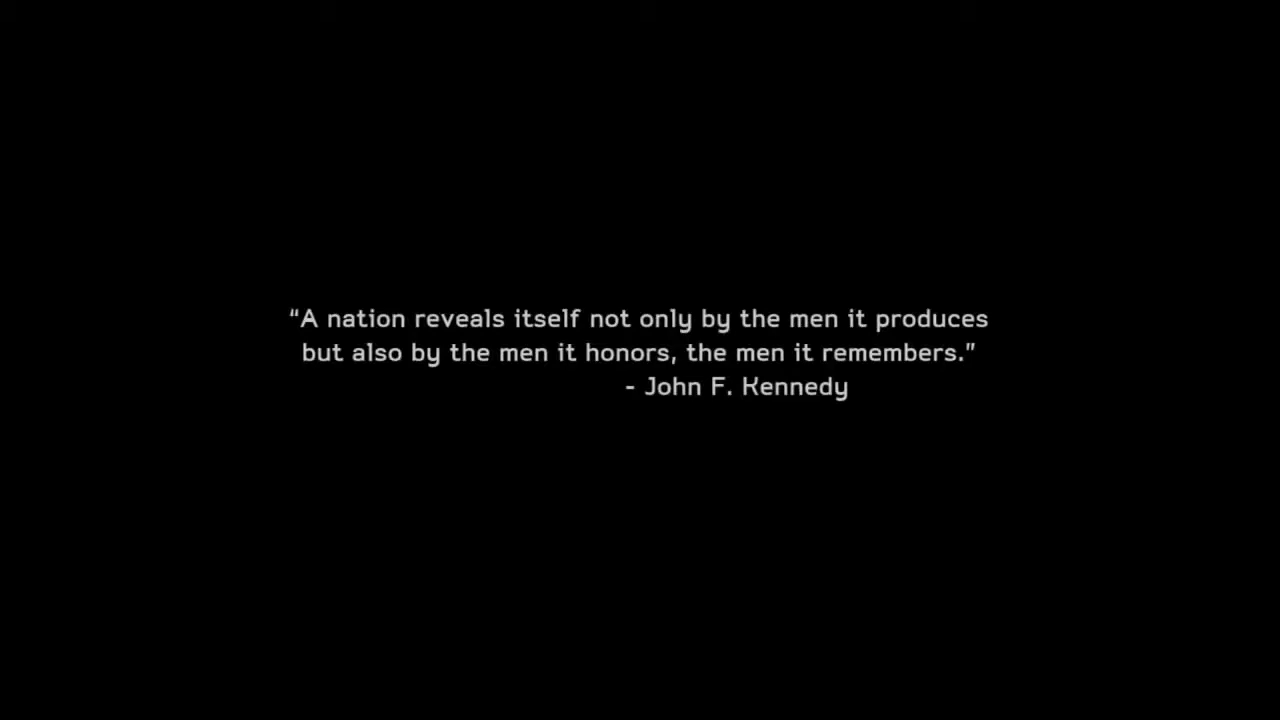 “A nation reveals itself not only by the men it produces
but also by the men it honors, the men it remembers.”
- John F. Kennedy